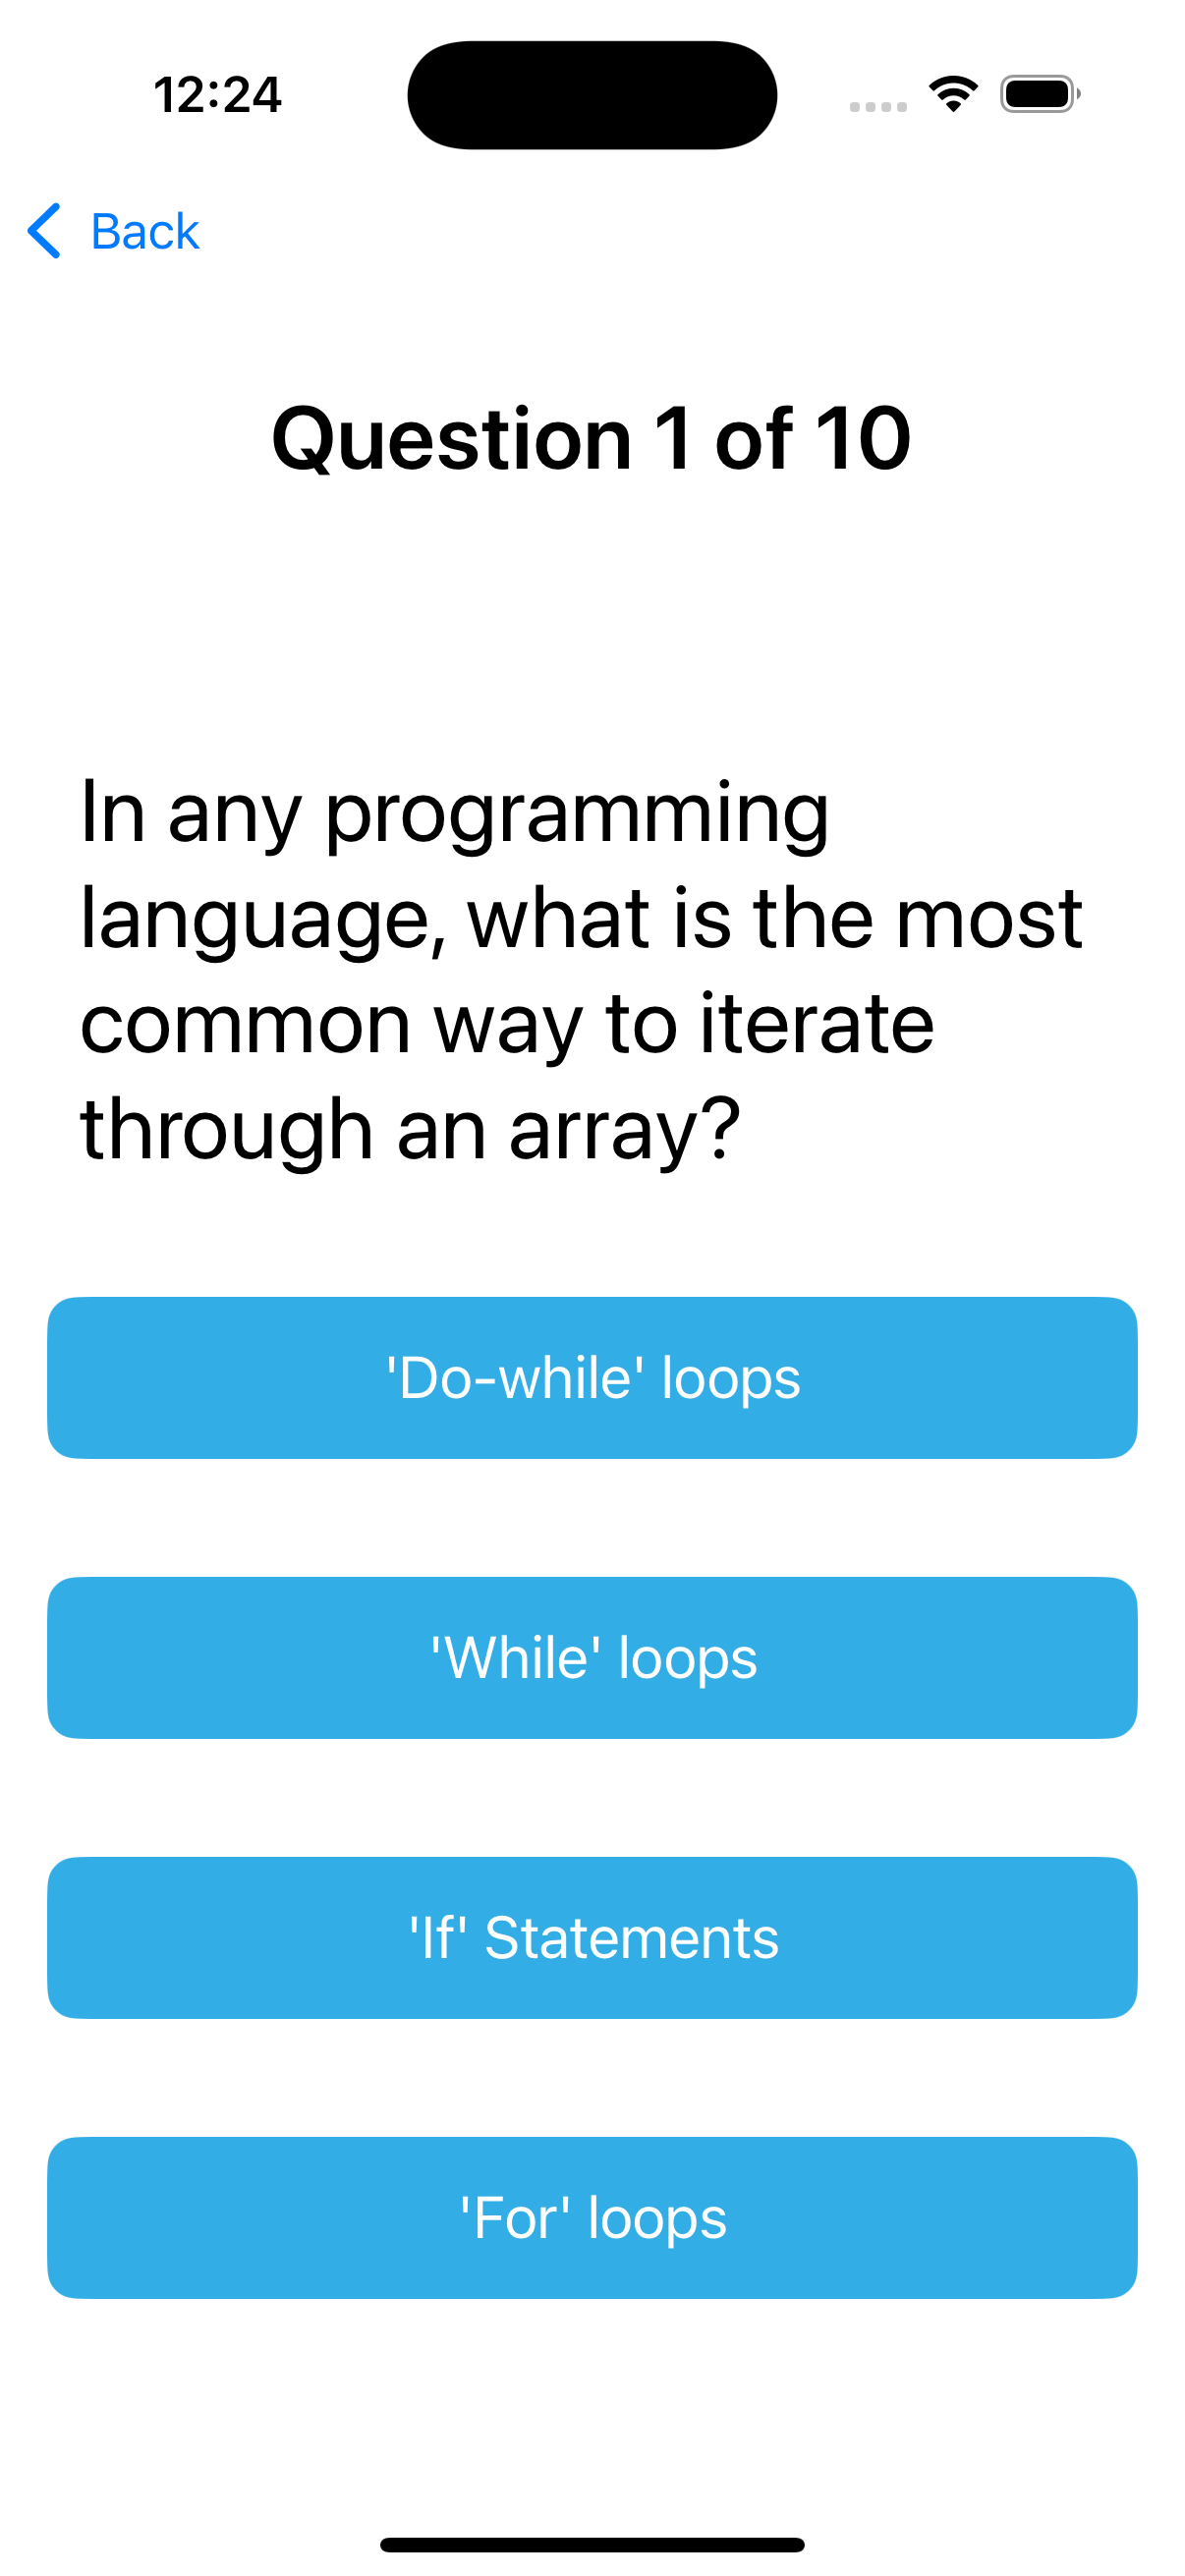 12:24
Back
Question 1 of 10
In any programming
language, what is the most
common way to iterate
through an array?
'Do-while' loops
'While' loops
'If' Statements
'For' loops